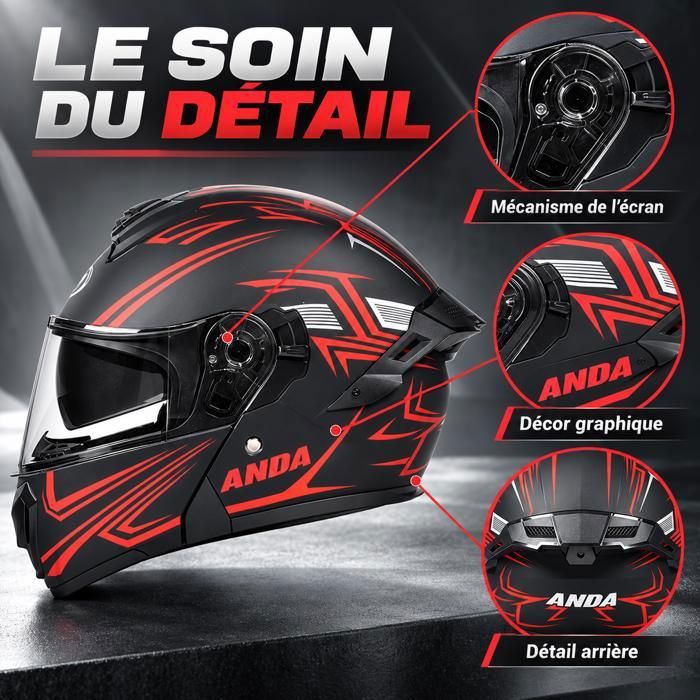 LE SOIN
DU DÉTAIL
Mécanisme de l'écran
ANDA
Décor graphique
ANDA
ANDA
Détail arrière